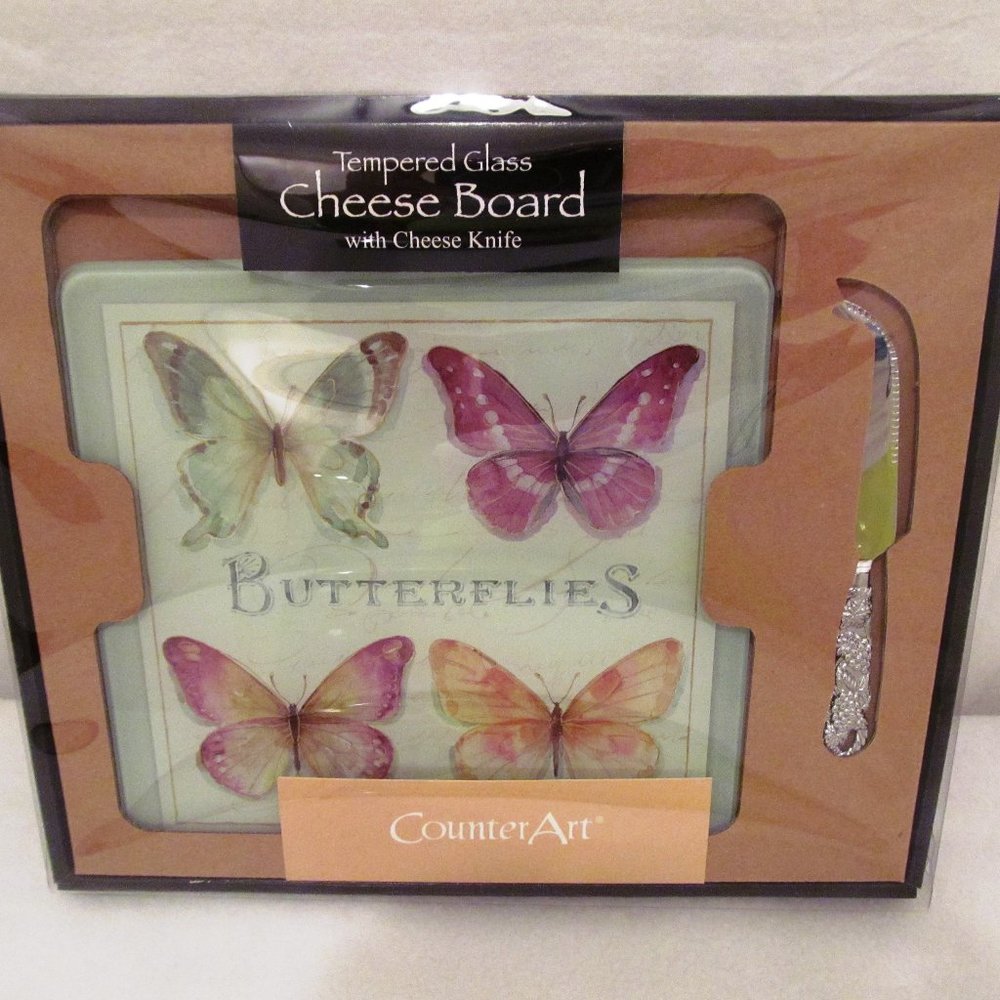 Tempered Glass
Cheese Board
with Cheese Knife
BUTTERFLIES
CounterArt®